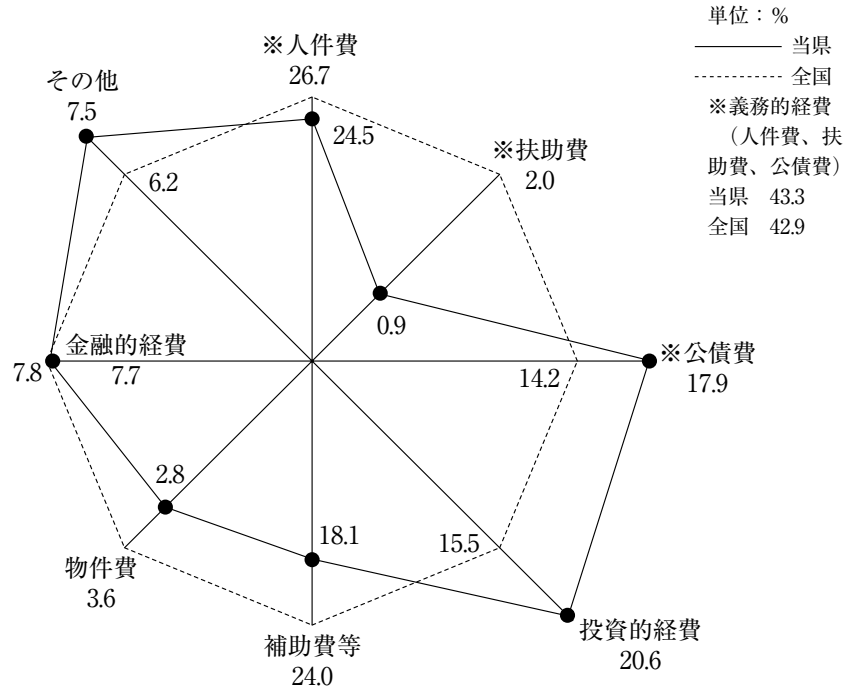 単位：%
当県
全国
※義務的経費
（人件費、扶
助費、公債費）
当県　43.3
全国　42.9
※人件費
26.7
24.5
※扶助費
2.0
0.9
※公債費
17.9
14.2
投資的経費
20.6
15.5
補助費等
24.0
18.1
物件費
3.6
2.8
金融的経費
7.8
7.7
その他
7.5
6.2